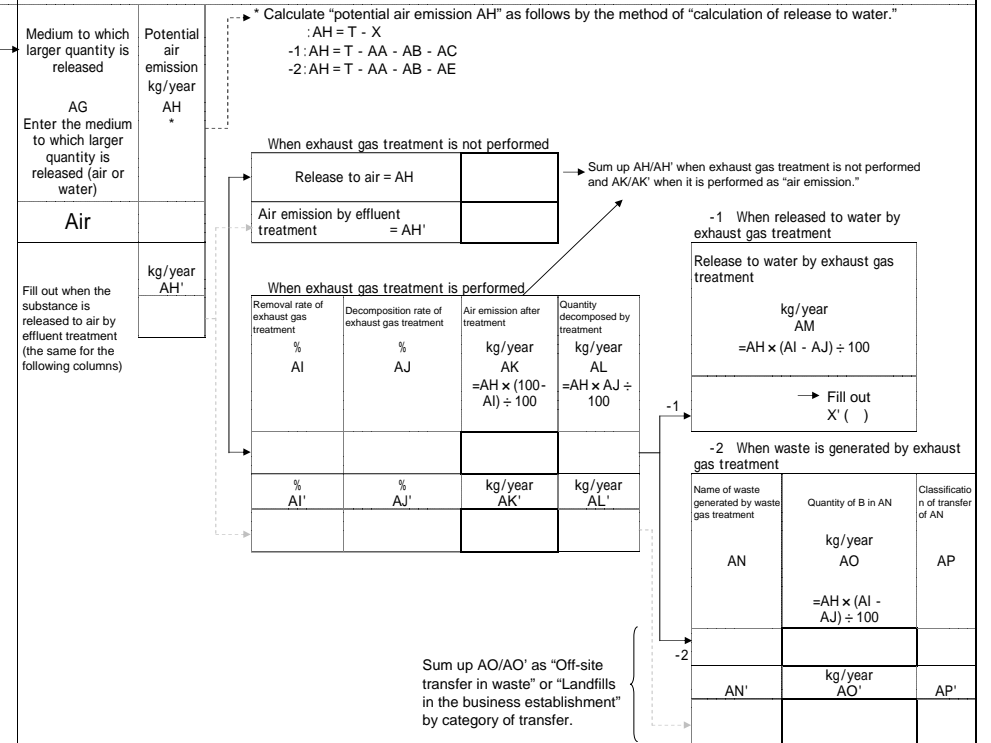 * Calculate “potential air emission AH” as follows by the method of “calculation of release to water.”
:AH = T - X
-1:AH = T - AA - AB - AC
-2:AH = T - AA - AB - AE
Medium to which
larger quantity is
released
AG
Enter the medium
to which larger
quantity is
released (air or
water)
Air
Potential
air
emission
kg/year
AH
*
kg/year
AH'
Fill out when the
substance is
released to air by
effluent treatment
(the same for the
following columns)
When exhaust gas treatment is not performed
Release to air = AH
Air emission by effluent
treatment = AH'
Sum up AH/AH’ when exhaust gas treatment is not performed
and AK/AK’ when it is performed as “air emission.”
When exhaust gas treatment is performed
Removal rate of
exhaust gas
treatment
%
AI
Decomposition rate of
exhaust gas treatment
%
AJ
Air emission after
treatment
kg/year
AK
=AH × (100-
AI) ÷ 100
Quantity
decomposed by
treatment
kg/year
AL
=AH × AJ ÷
100
%
AI'
%
AJ'
kg/year
AK'
kg/year
AL'
-1 When released to water by
exhaust gas treatment
Release to water by exhaust gas
treatment
kg/year
AM
=AH × (AI - AJ) ÷ 100
Fill out
X' ( )
-1
-2 When waste is generated by exhaust
gas treatment
Name of waste
generated by waste
gas treatment
AN
Quantity of B in AN
kg/year
AO
=AH × (AI -
AJ) ÷ 100
Classificatio
n of transfer
of AN
AP
-2
AN'
kg/year
AO'
AP'
Sum up AO/AO’ as “Off-site
transfer in waste” or “Landfills
in the business establishment”
by category of transfer.